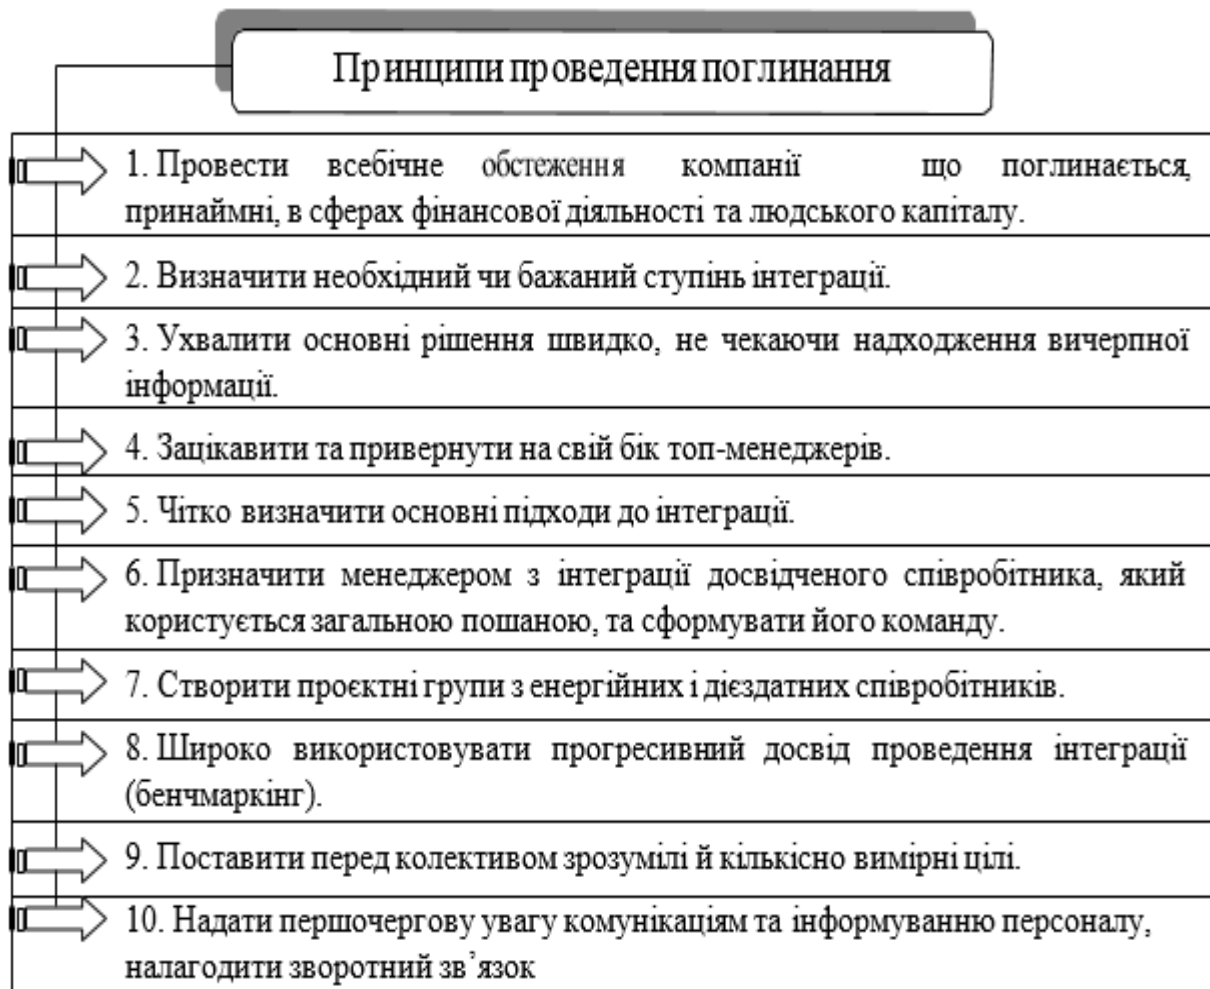 Принципи проведення поглинання
1. Провести всебічне обстеження компанії що поглинається,
принаймні, в сферах фінансової діяльності та людського капіталу.
2. Визначити необхідний чи бажаний ступінь інтеграції.
3. Ухвалити основні рішення швидко, не чекаючи надходження вичерпної
інформації.
4. Зацікавити та привернути на свій бік топ-менеджерів.
5. Чітко визначити основні підходи до інтеграції.
6. Призначити менеджером з інтеграції досвідченого співробітника, який
користується загальною пошаною, та сформувати його команду.
7. Створити проєктні групи з енергійних і дієздатних співробітників.
8. Широко використовувати прогресивний досвід проведення інтеграції
(бенчмаркінг).
9. Поставити перед колективом зрозумілі й кількісно вимірні цілі.
10. Надати першочергову увагу комунікаціям та інформуванню персоналу,
налагодити зворотний зв’язок